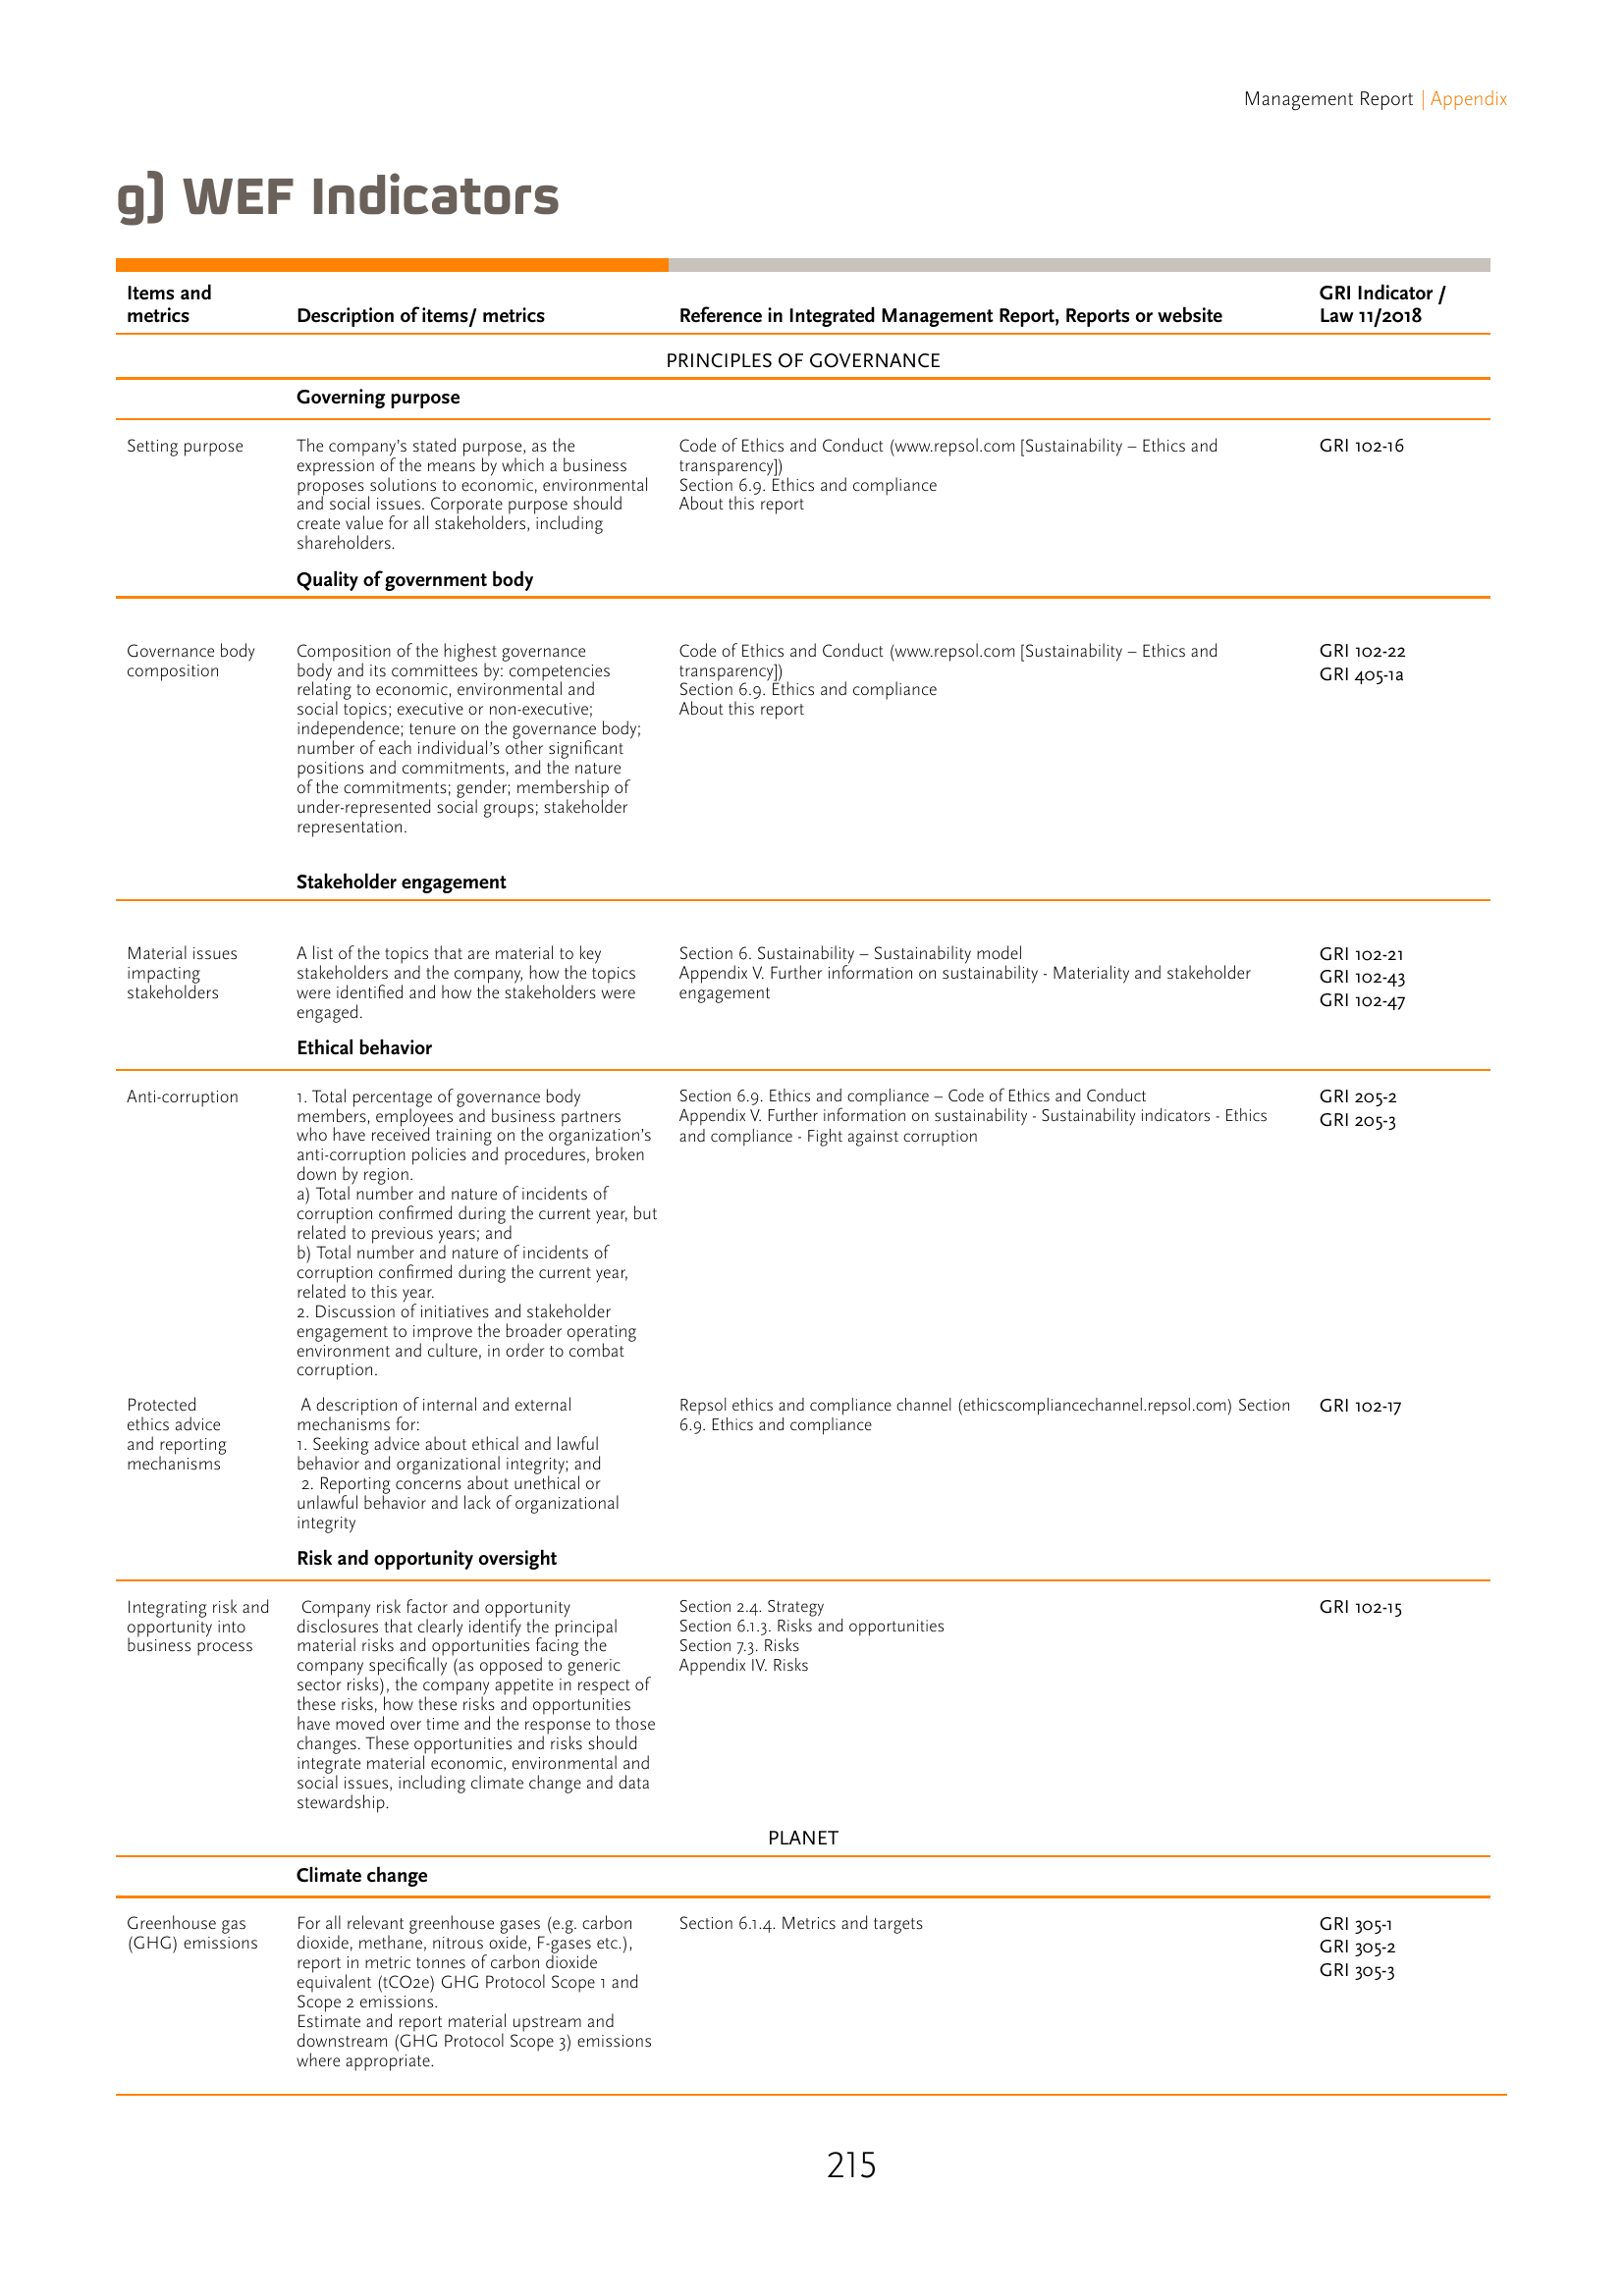 Management Report | Appendix
g) WEF Indicators
Items and
metrics
Description of items/ metrics
Reference in Integrated Management Report, Reports or website
GRI Indicator /
Law 11/2018
PRINCIPLES OF GOVERNANCE
Governing purpose
Setting purpose
The company's stated purpose, as the
expression of the means by which a business
proposes solutions to economic, environmental
and social issues. Corporate purpose should
create value for all stakeholders, including
shareholders.
Code of Ethics and Conduct (www.repsol.com [Sustainability – Ethics and
transparency])
Section 6.9. Ethics and compliance
About this report
GRI 102-16
Quality of government body
Governance body
composition
Composition of the highest governance
body and its committees by: competencies
relating to economic, environmental and
social topics; executive or non-executive;
independence; tenure on the governance body;
number of each individual's other significant
positions and commitments, and the nature
of the commitments; gender; membership of
under-represented social groups; stakeholder
representation.
Code of Ethics and Conduct (www.repsol.com [Sustainability – Ethics and
transparency])
Section 6.9. Ethics and compliance
About this report
GRI 102-22
GRI 405-1a
Stakeholder engagement
Material issues
impacting
stakeholders
A list of the topics that are material to key
stakeholders and the company, how the topics
were identified and how the stakeholders were
engaged.
Section 6. Sustainability – Sustainability model
Appendix V. Further information on sustainability - Materiality and stakeholder
engagement
GRI 102-21
GRI 102-43
GRI 102-47
Ethical behavior
Anti-corruption
1. Total percentage of governance body
members, employees and business partners
who have received training on the organization's
anti-corruption policies and procedures, broken
down by region.
a) Total number and nature of incidents of
corruption confirmed during the current year, but
related to previous years; and
b) Total number and nature of incidents of
corruption confirmed during the current year,
related to this year.
2. Discussion of initiatives and stakeholder
engagement to improve the broader operating
environment and culture, in order to combat
corruption.
Section 6.9. Ethics and compliance – Code of Ethics and Conduct
Appendix V. Further information on sustainability - Sustainability indicators - Ethics
and compliance - Fight against corruption
GRI 205-2
GRI 205-3
Protected
ethics advice
and reporting
mechanisms
A description of internal and external
mechanisms for:
1. Seeking advice about ethical and lawful
behavior and organizational integrity; and
2. Reporting concerns about unethical or
unlawful behavior and lack of organizational
integrity
Repsol ethics and compliance channel (ethicscompliancechannel.repsol.com) Section
6.9. Ethics and compliance
GRI 102-17
Risk and opportunity oversight
Integrating risk and
opportunity into
business process
Company risk factor and opportunity
disclosures that clearly identify the principal
material risks and opportunities facing the
company specifically (as opposed to generic
sector risks), the company appetite in respect of
these risks, how these risks and opportunities
have moved over time and the response to those
changes. These opportunities and risks should
integrate material economic, environmental and
social issues, including climate change and data
stewardship.
Section 2.4. Strategy
Section 6.1.3. Risks and opportunities
Section 7.3. Risks
Appendix IV. Risks
GRI 102-15
PLANET
Climate change
Greenhouse gas
(GHG) emissions
For all relevant greenhouse gases (e.g. carbon
dioxide, methane, nitrous oxide, F-gases etc.),
report in metric tonnes of carbon dioxide
equivalent (tCO2e) GHG Protocol Scope 1 and
Scope 2 emissions.
Estimate and report material upstream and
downstream (GHG Protocol Scope 3) emissions
where appropriate.
Section 6.1.4. Metrics and targets
GRI 305-1
GRI 305-2
GRI 305-3
215